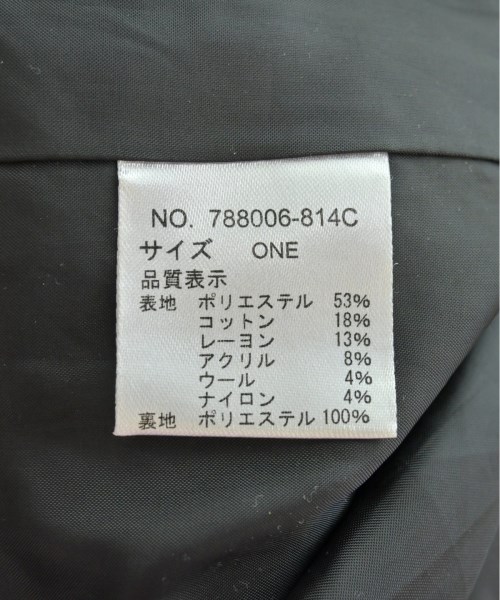 NO. 788006-814C
サイズ ONE
品質表示
表地 ポリエステル 53%
コットン 18%
レーヨン 13%
アクリル 8%
ウール 4%
ナイロン 4%
裏地 ポリエステル 100%